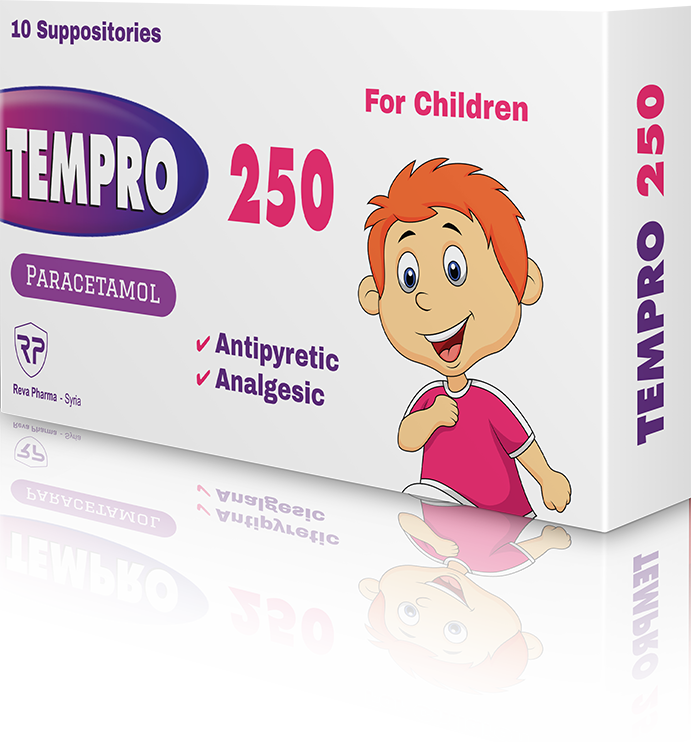 10 Suppositories
For Children
TEMPRO 250
PARACETAMOL
✓ Antipyretic
✓ Analgesic
RP
Reva Pharma - Syria
TEMPRO 250